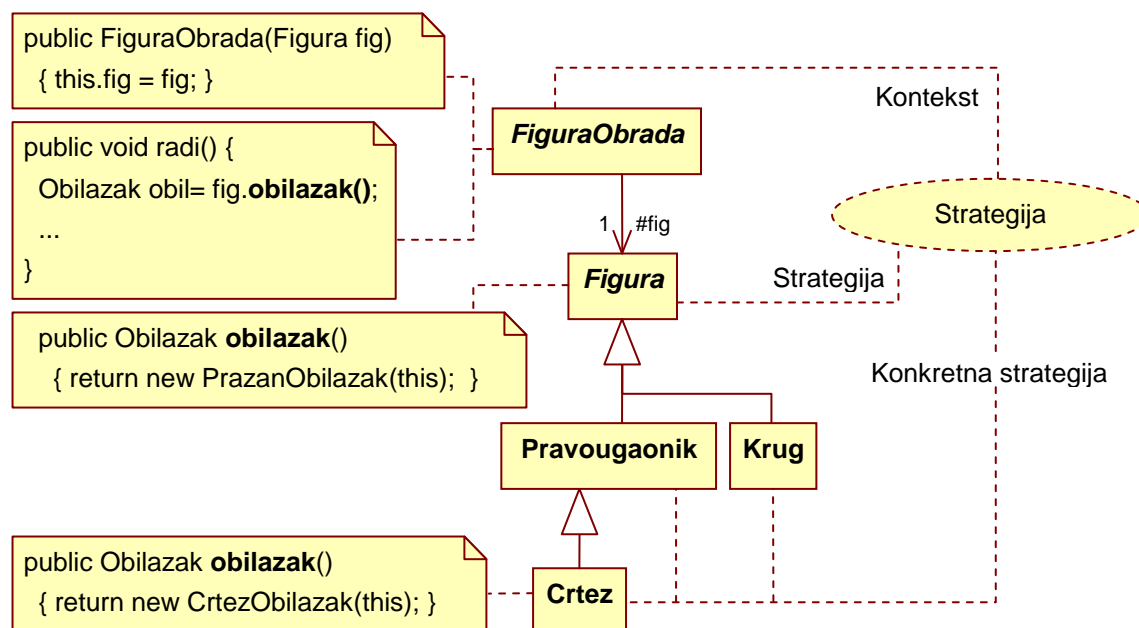 public FiguraObrada(Figura fig)
{ this.fig = fig; }
public void radi() {
Obilazak obil= fig.obilazak();
...
}
public Obilazak obilazak()
{ return new PrazanObilazak(this);  }
public Obilazak obilazak()
{ return new CrtezObilazak(this); }
FiguraObrada
1
#fig
Figura
Pravougaonik
Krug
Crtez
Kontekst
Strategija
Strategija
Konkretna strategija